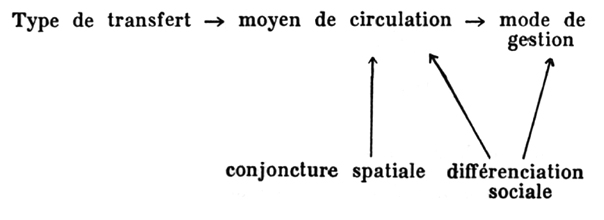 Type de transfert → moyen de circulation → mode de
gestion
conjoncture spatiale différenciation
sociale